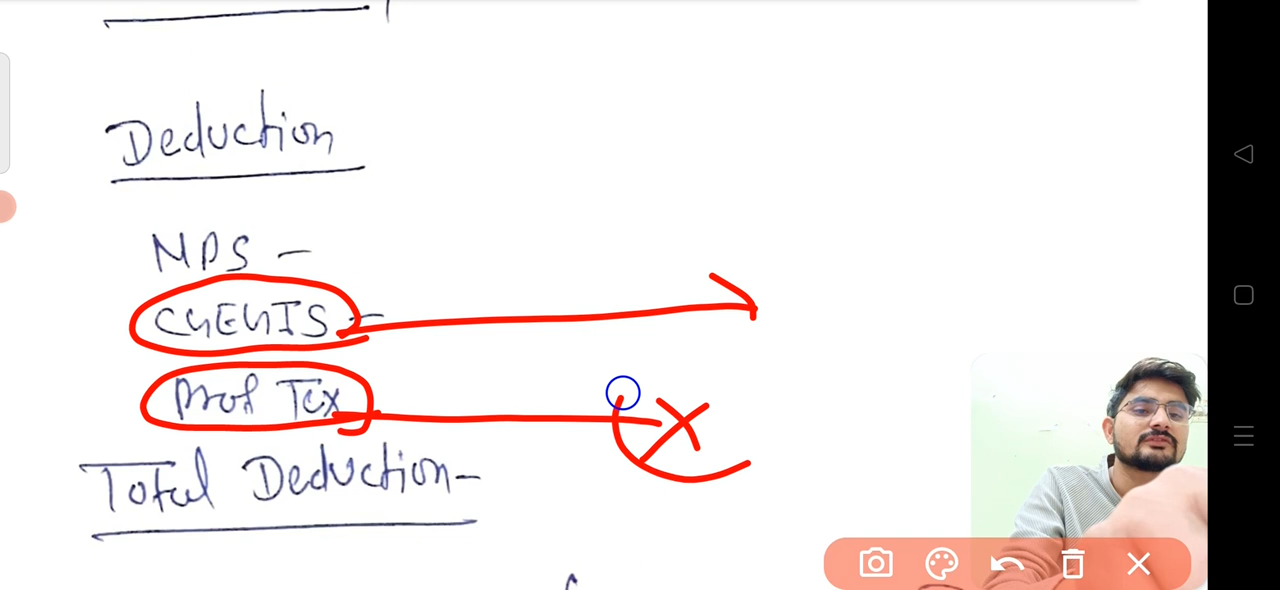 Deduction
NPS -
CGEGIS -
Prof Tax
Total Deduction-